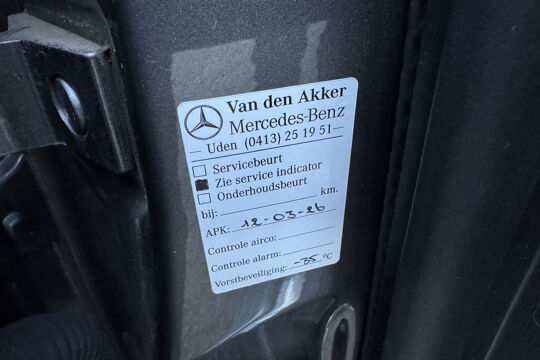 Van den Akker
Mercedes-Benz
Uden (0413) 25 19 51
Servicebeurt
Zie service indicator
Onderhoudsbeurt
bij: km.
APK: 12-03-26
Controle airco:
Controle alarm:
Vorstbeveiliging: -35 °C